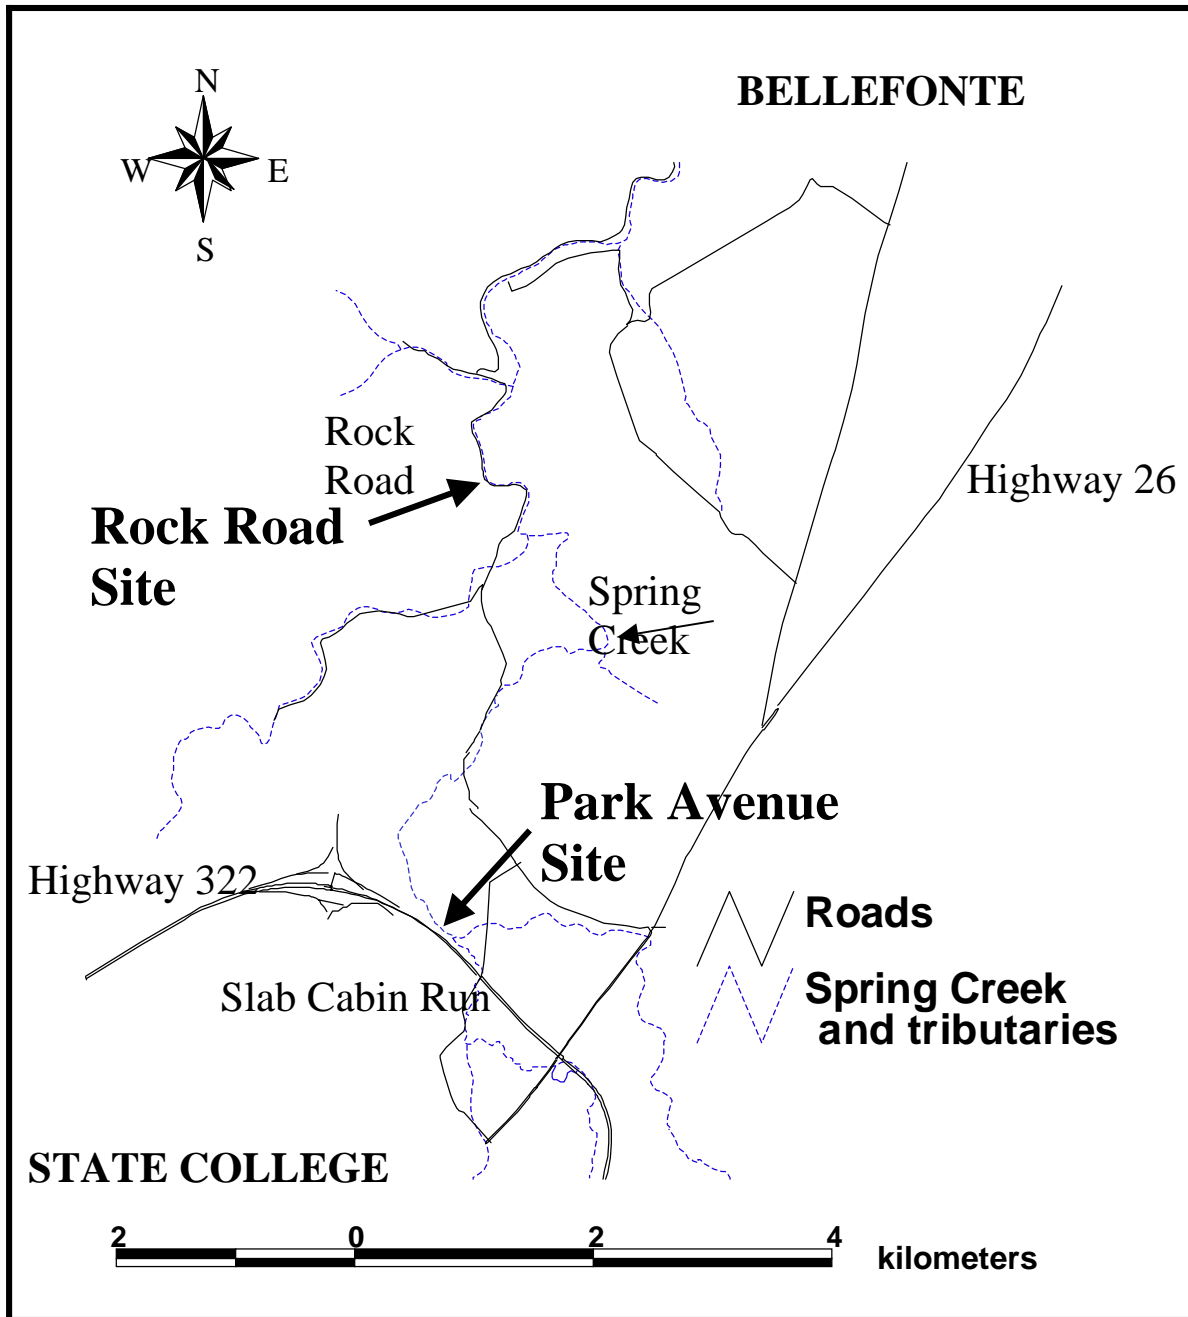 N
BELLEFONTE
W
E
S
Rock
Road
Highway 26
Rock Road
Site
Spring
Creek
Park Avenue
Site
Highway 322
Roads
Slab Cabin Run
Spring Creek
and tributaries
STATE COLLEGE
2 0 2 4
kilometers